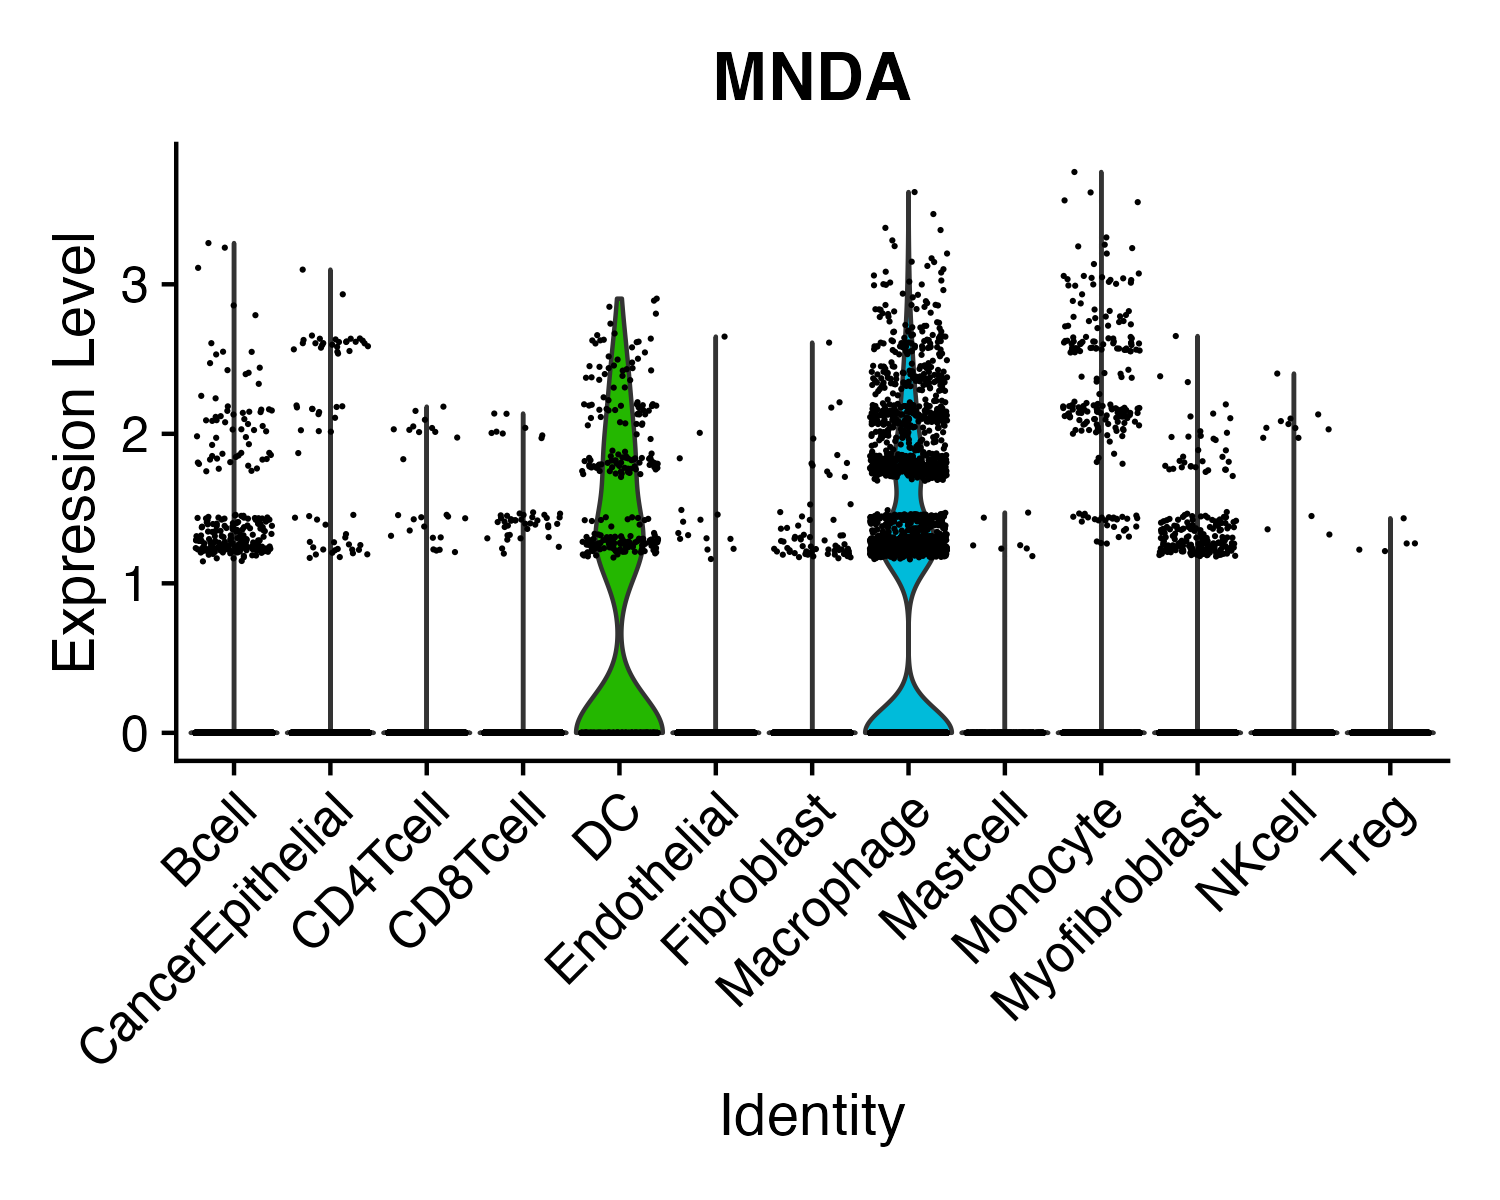 MNDA
Expression Level
3
2
1
0
Bcell
CancerEpithelial
CD4Tcell
CD8Tcell
DC
Endothelial
Fibroblast
Macrophage
Mastcell
Monocyte
Myofibroblast
NKcell
Treg
Identity